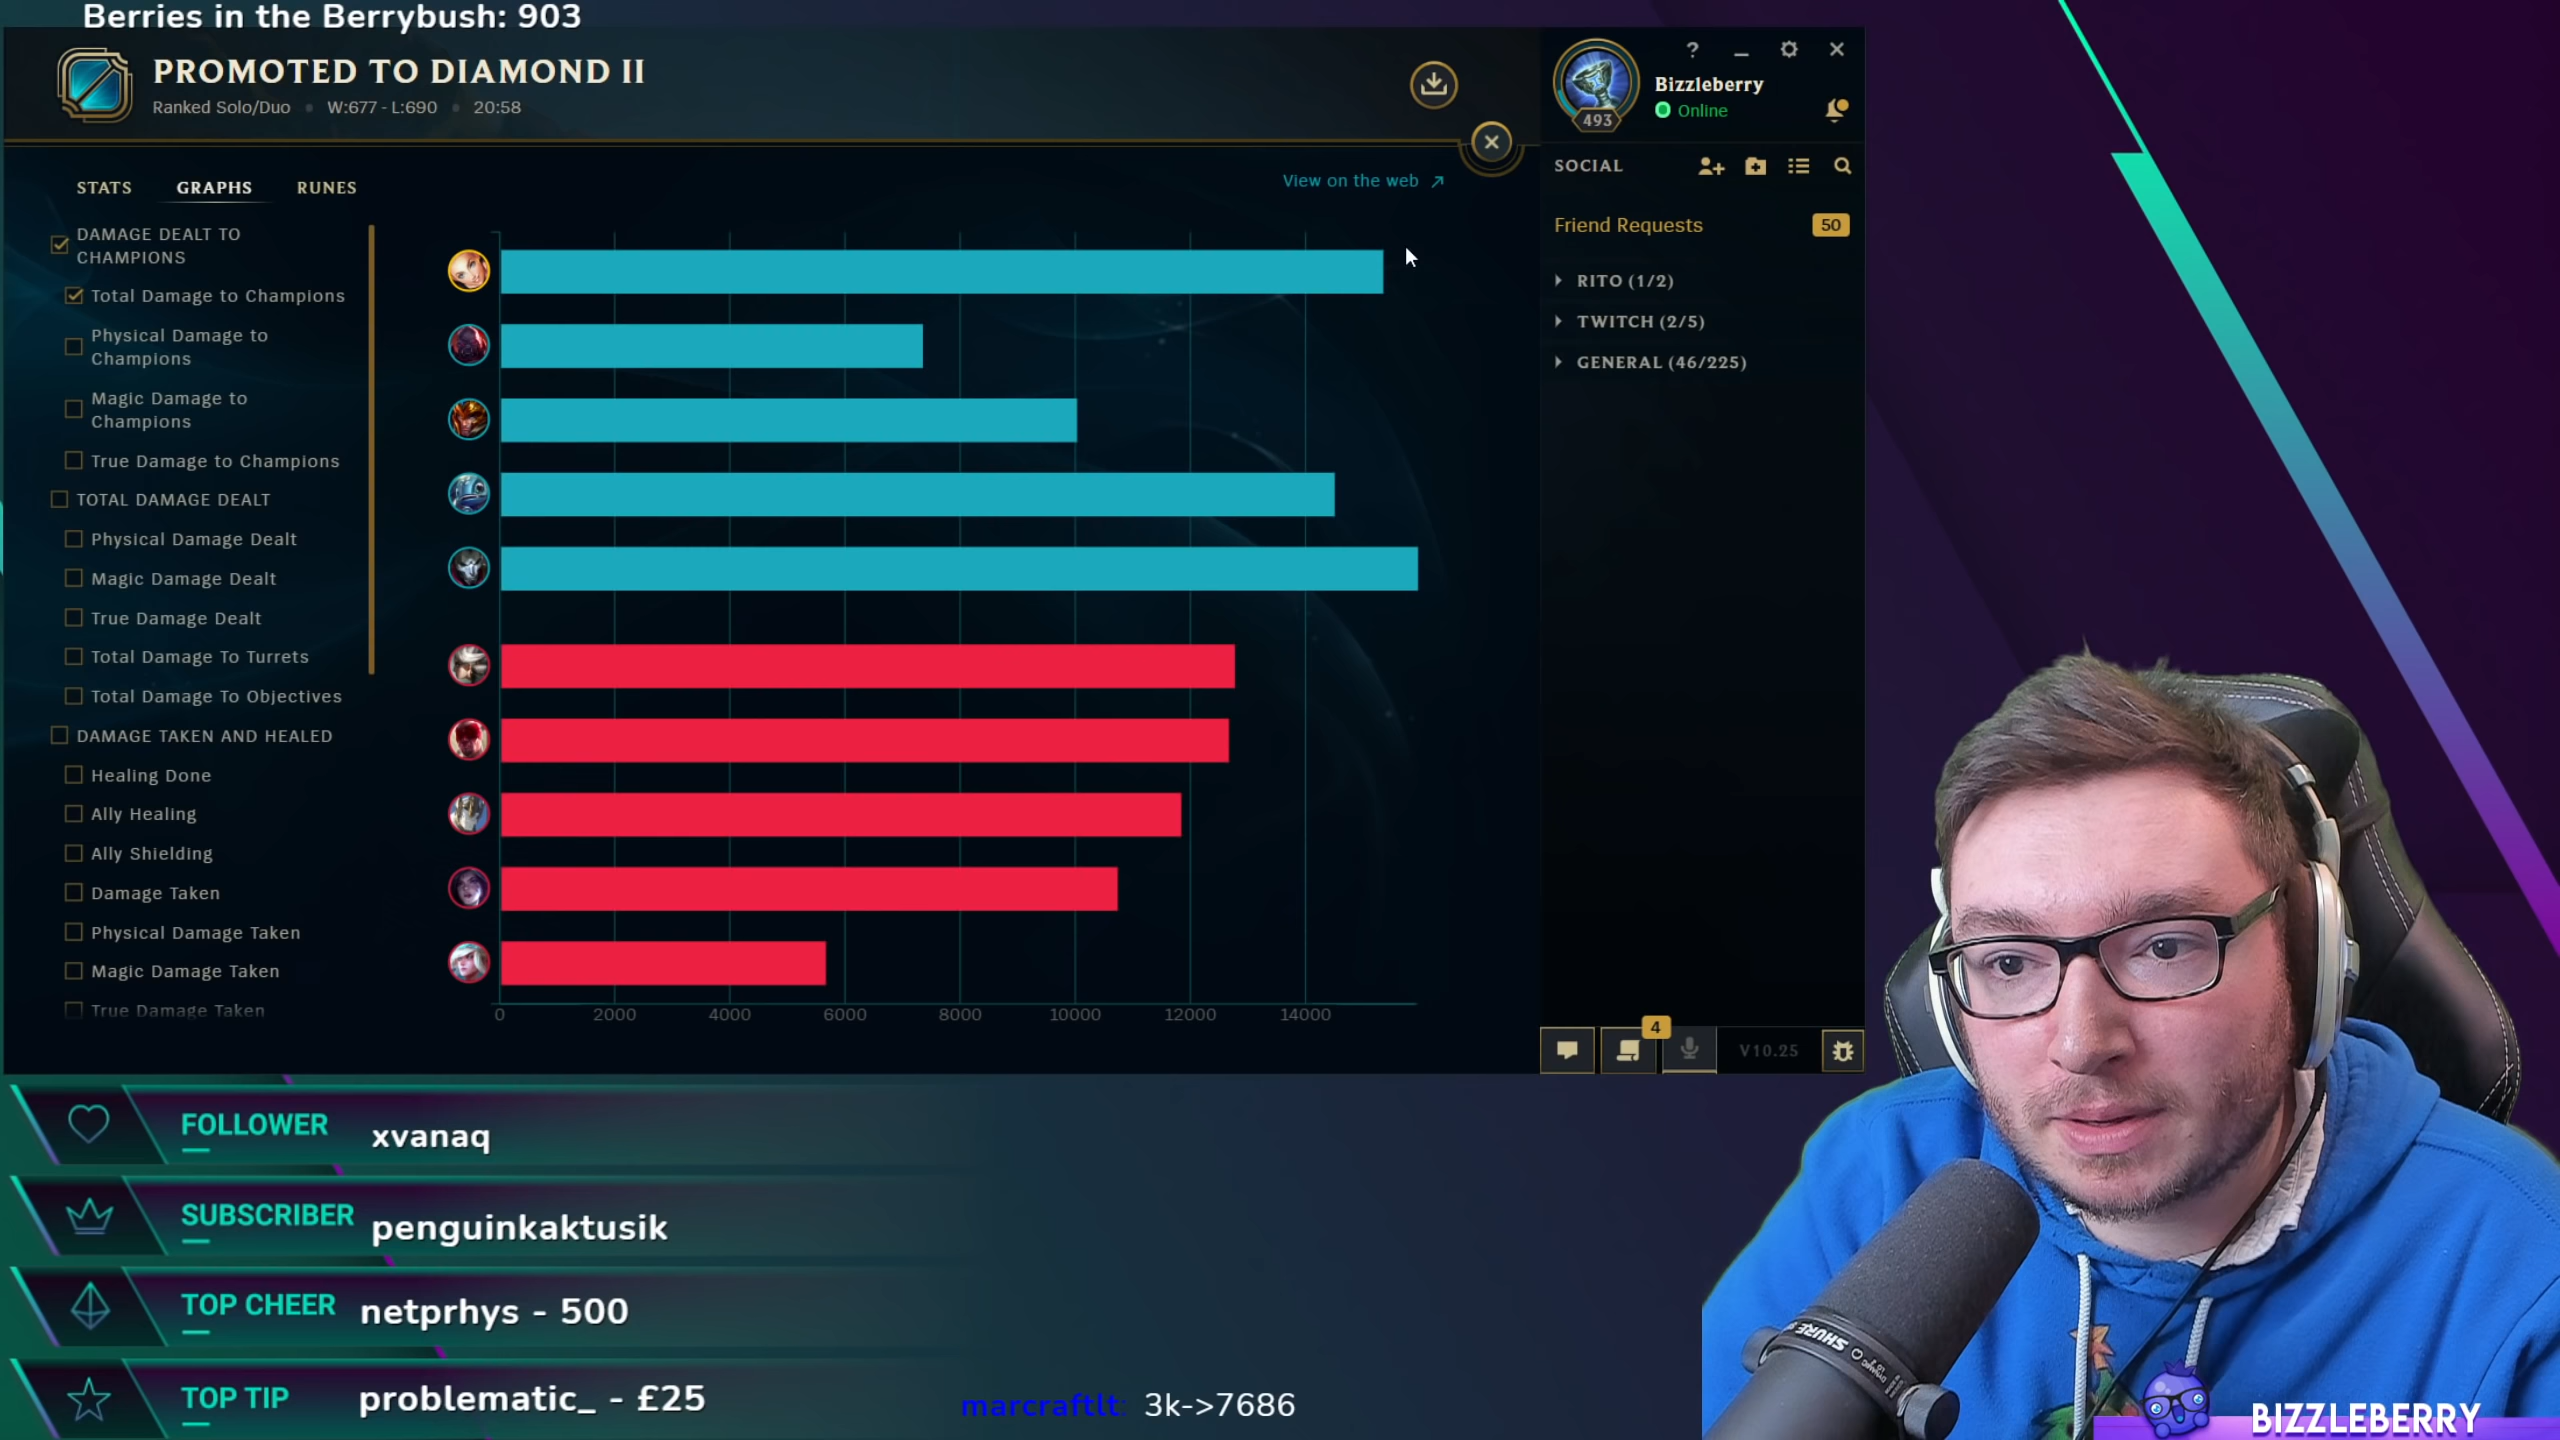 Berries in the Berrybush: 903
PROMOTED TO DIAMOND II
Ranked Solo/Duo • W:677 - L:690 • 20:58
?
Bizzleberry
Online
493
STATS GRAPHS RUNES
View on the web
SOCIAL
Friend Requests 50
RITO (1/2)
TWITCH (2/5)
GENERAL (46/225)
DAMAGE DEALT TO
CHAMPIONS
Total Damage to Champions
Physical Damage to
Champions
Magic Damage to
Champions
True Damage to Champions
TOTAL DAMAGE DEALT
Physical Damage Dealt
Magic Damage Dealt
True Damage Dealt
Total Damage To Turrets
Total Damage To Objectives
DAMAGE TAKEN AND HEALED
Healing Done
Ally Healing
Ally Shielding
Damage Taken
Physical Damage Taken
Magic Damage Taken
True Damage Taken
0 2000 4000 6000 8000 10000 12000 14000
4
V10.25
FOLLOWER xvanaq
SUBSCRIBER penguinkaktusik
TOP CHEER netprhys - 500
TOP TIP problematic_ - £25
marcraftlt: 3k->7686
SHURE
BIZZLEBERRY